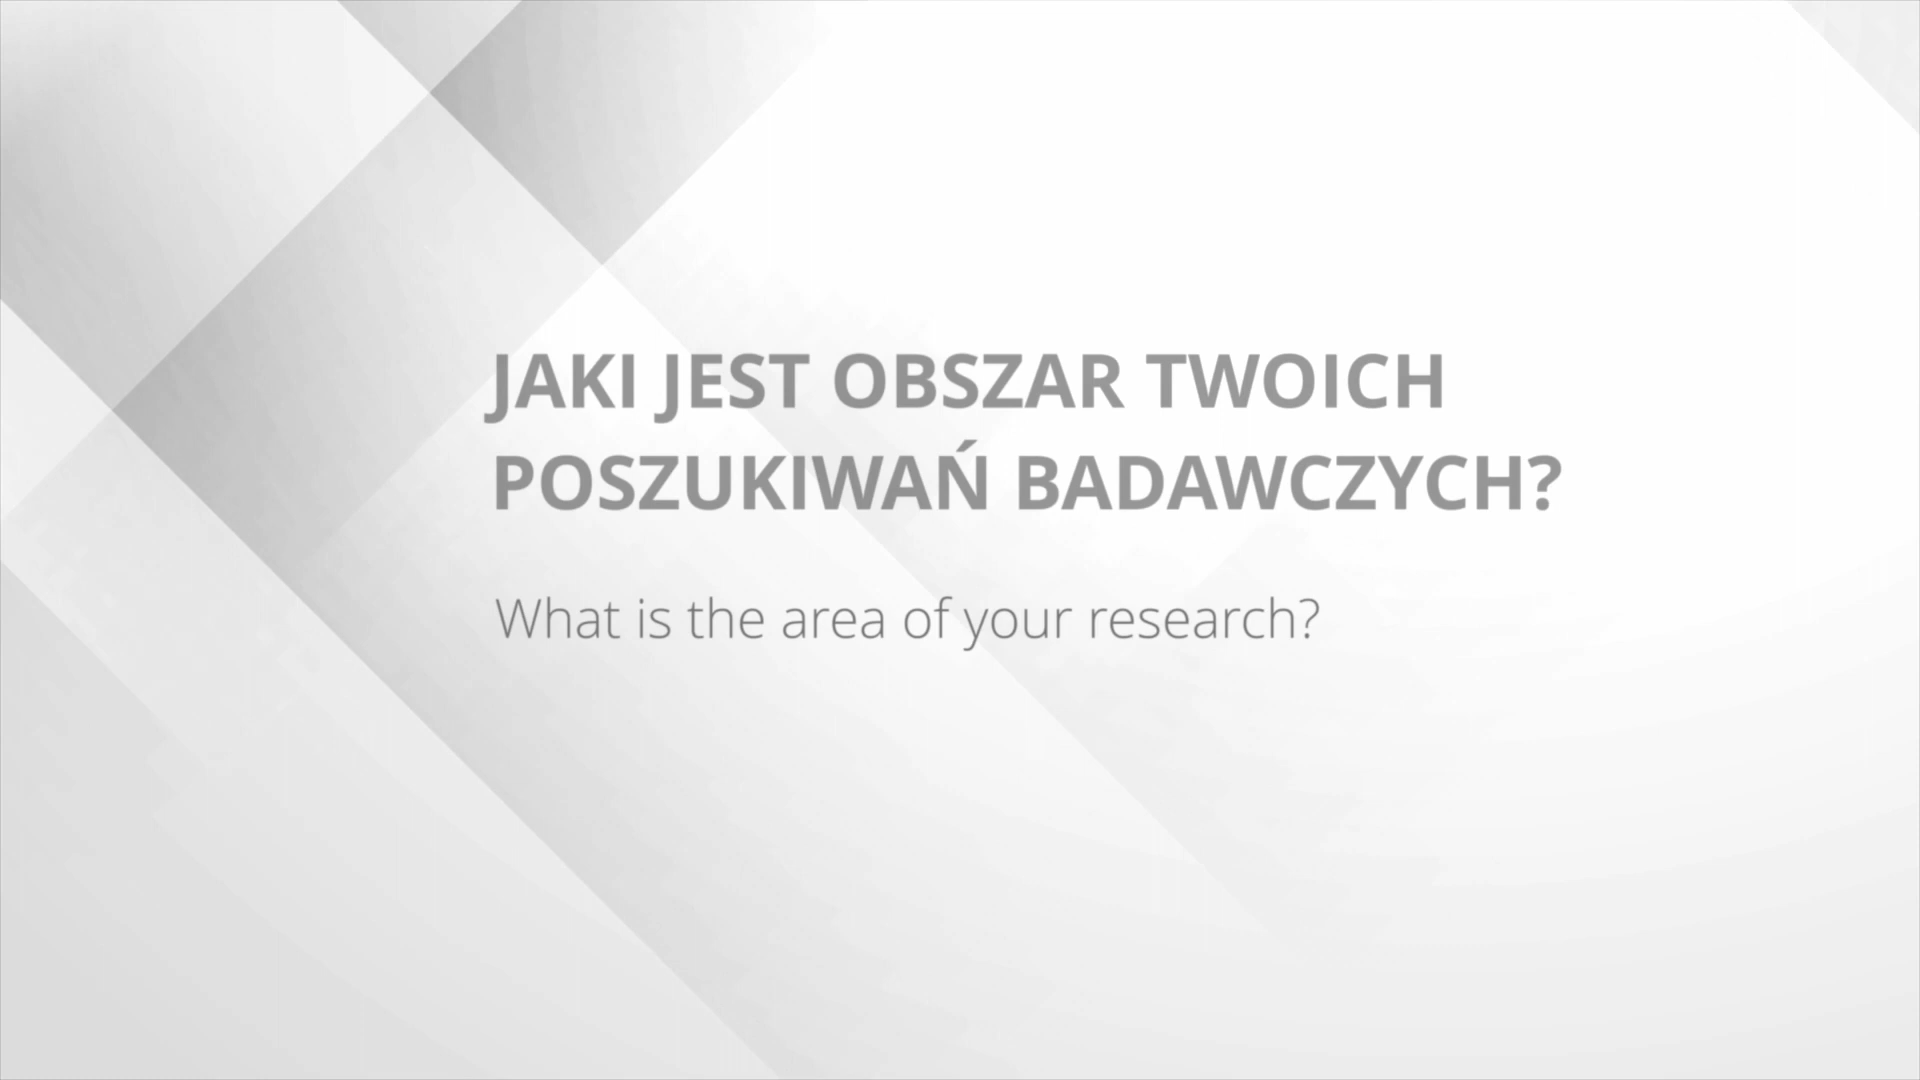 JAKI JEST OBSZAR TWOICH
POSZUKIWAŃ BADAWCZYCH?
What is the area of your research?